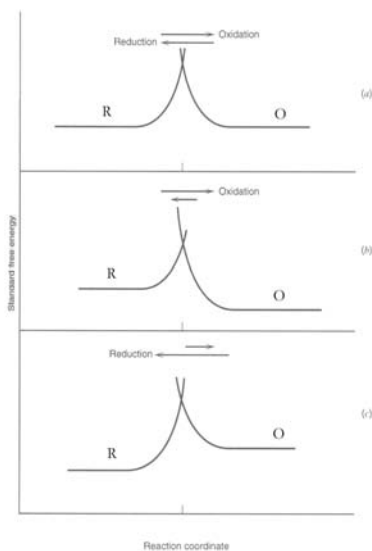 Oxidation
Reduction
R
O
(a)
Oxidation
R
O
(b)
Reduction
R
O
(c)
Standard free energy
Reaction coordinate